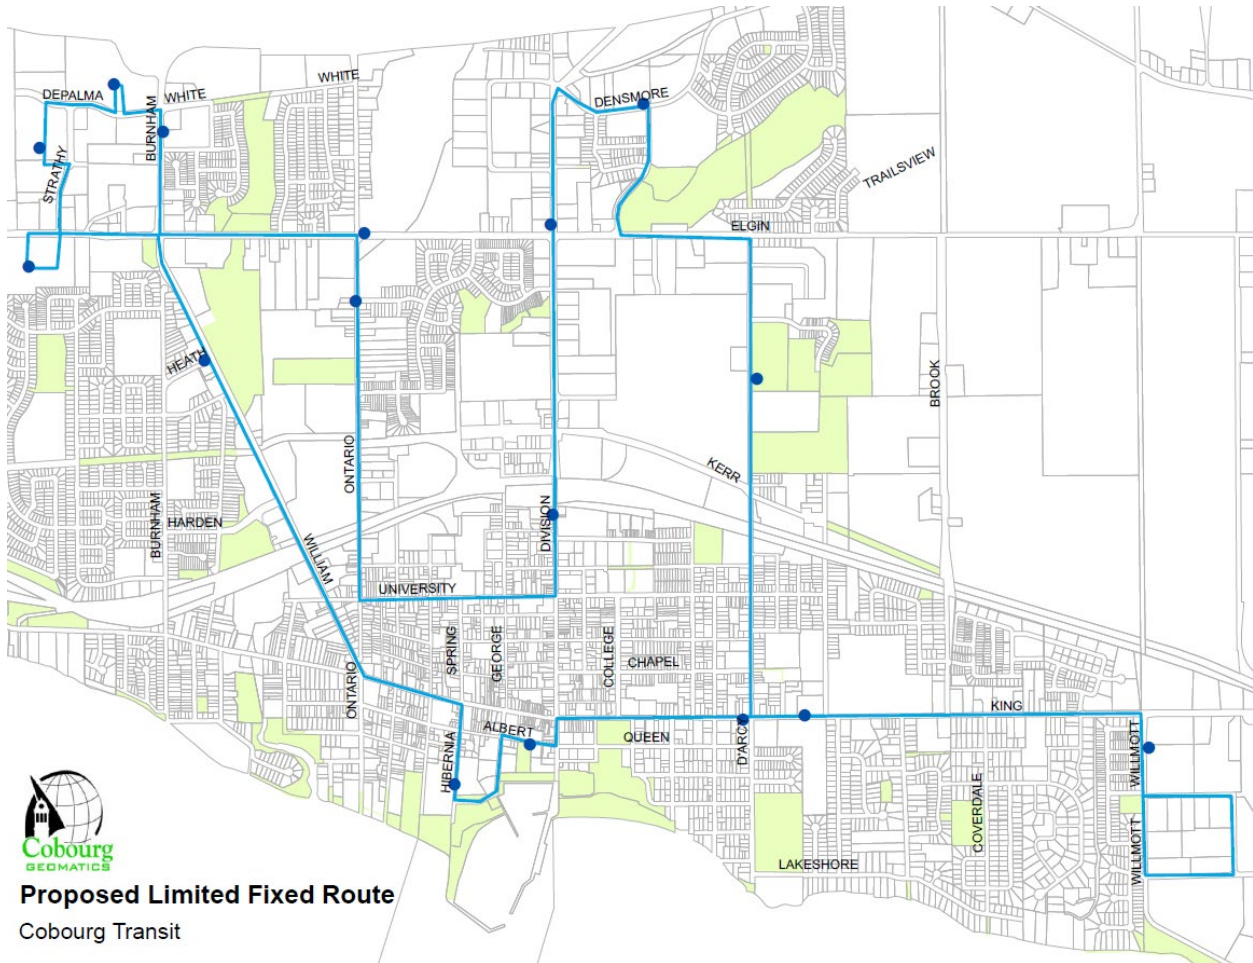 WHITE
DEPALMA
WHITE
DENSMORE
BURNHAM
STRATHY
TRAILSVIEW
ELGIN
HEATH
BROOK
ONTARIO
KERR
BURNHAM
HARDEN
DIVISION
WILLIAM
UNIVERSITY
SPRING
GEORGE
COLLEGE
CHAPEL
ONTARIO
KING
ALBERT
QUEEN
D'ARCY
HIBERNIA
WILLMOTT
COVERDALE
WILLMOTT
LAKESHORE
Cobourg
GEOMATICS
Proposed Limited Fixed Route
Cobourg Transit